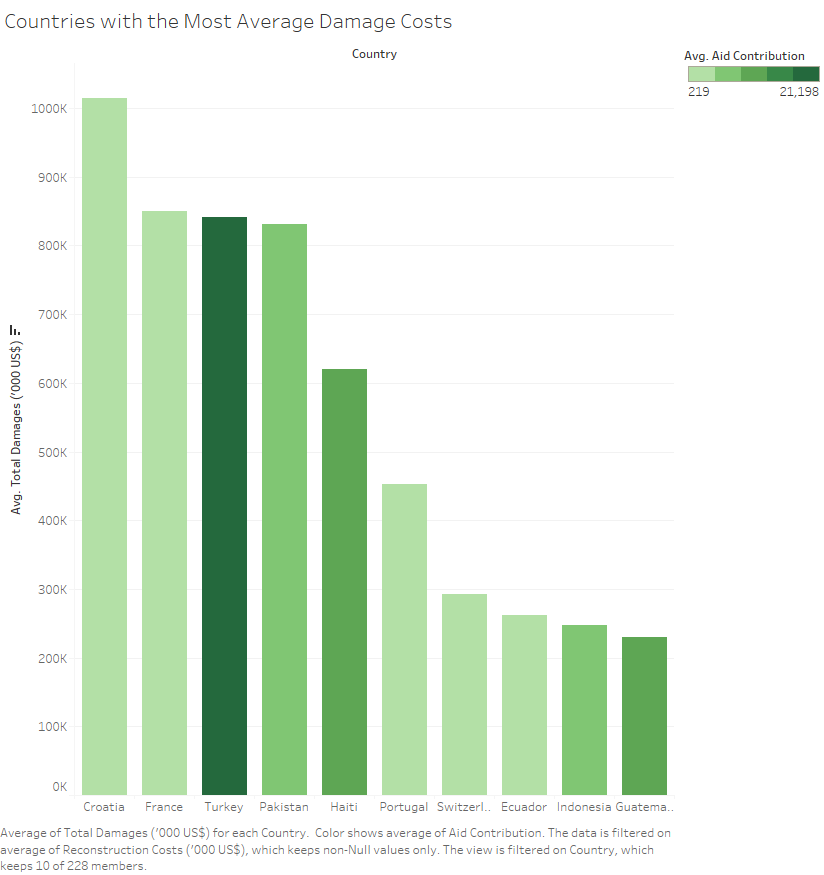 Countries with the Most Average Damage Costs
Country
Avg. Aid Contribution
219 21,198
Avg. Total Damages ('000 US$)
1000K
900K
800K
700K
600K
500K
400K
300K
200K
100K
0K
Croatia France Turkey Pakistan Haiti Portugal Switzerl.. Ecuador Indonesia Guatema..
Average of Total Damages ('000 US$) for each Country.  Color shows average of Aid Contribution. The data is filtered on
average of Reconstruction Costs ('000 US$), which keeps non-Null values only. The view is filtered on Country, which
keeps 10 of 228 members.